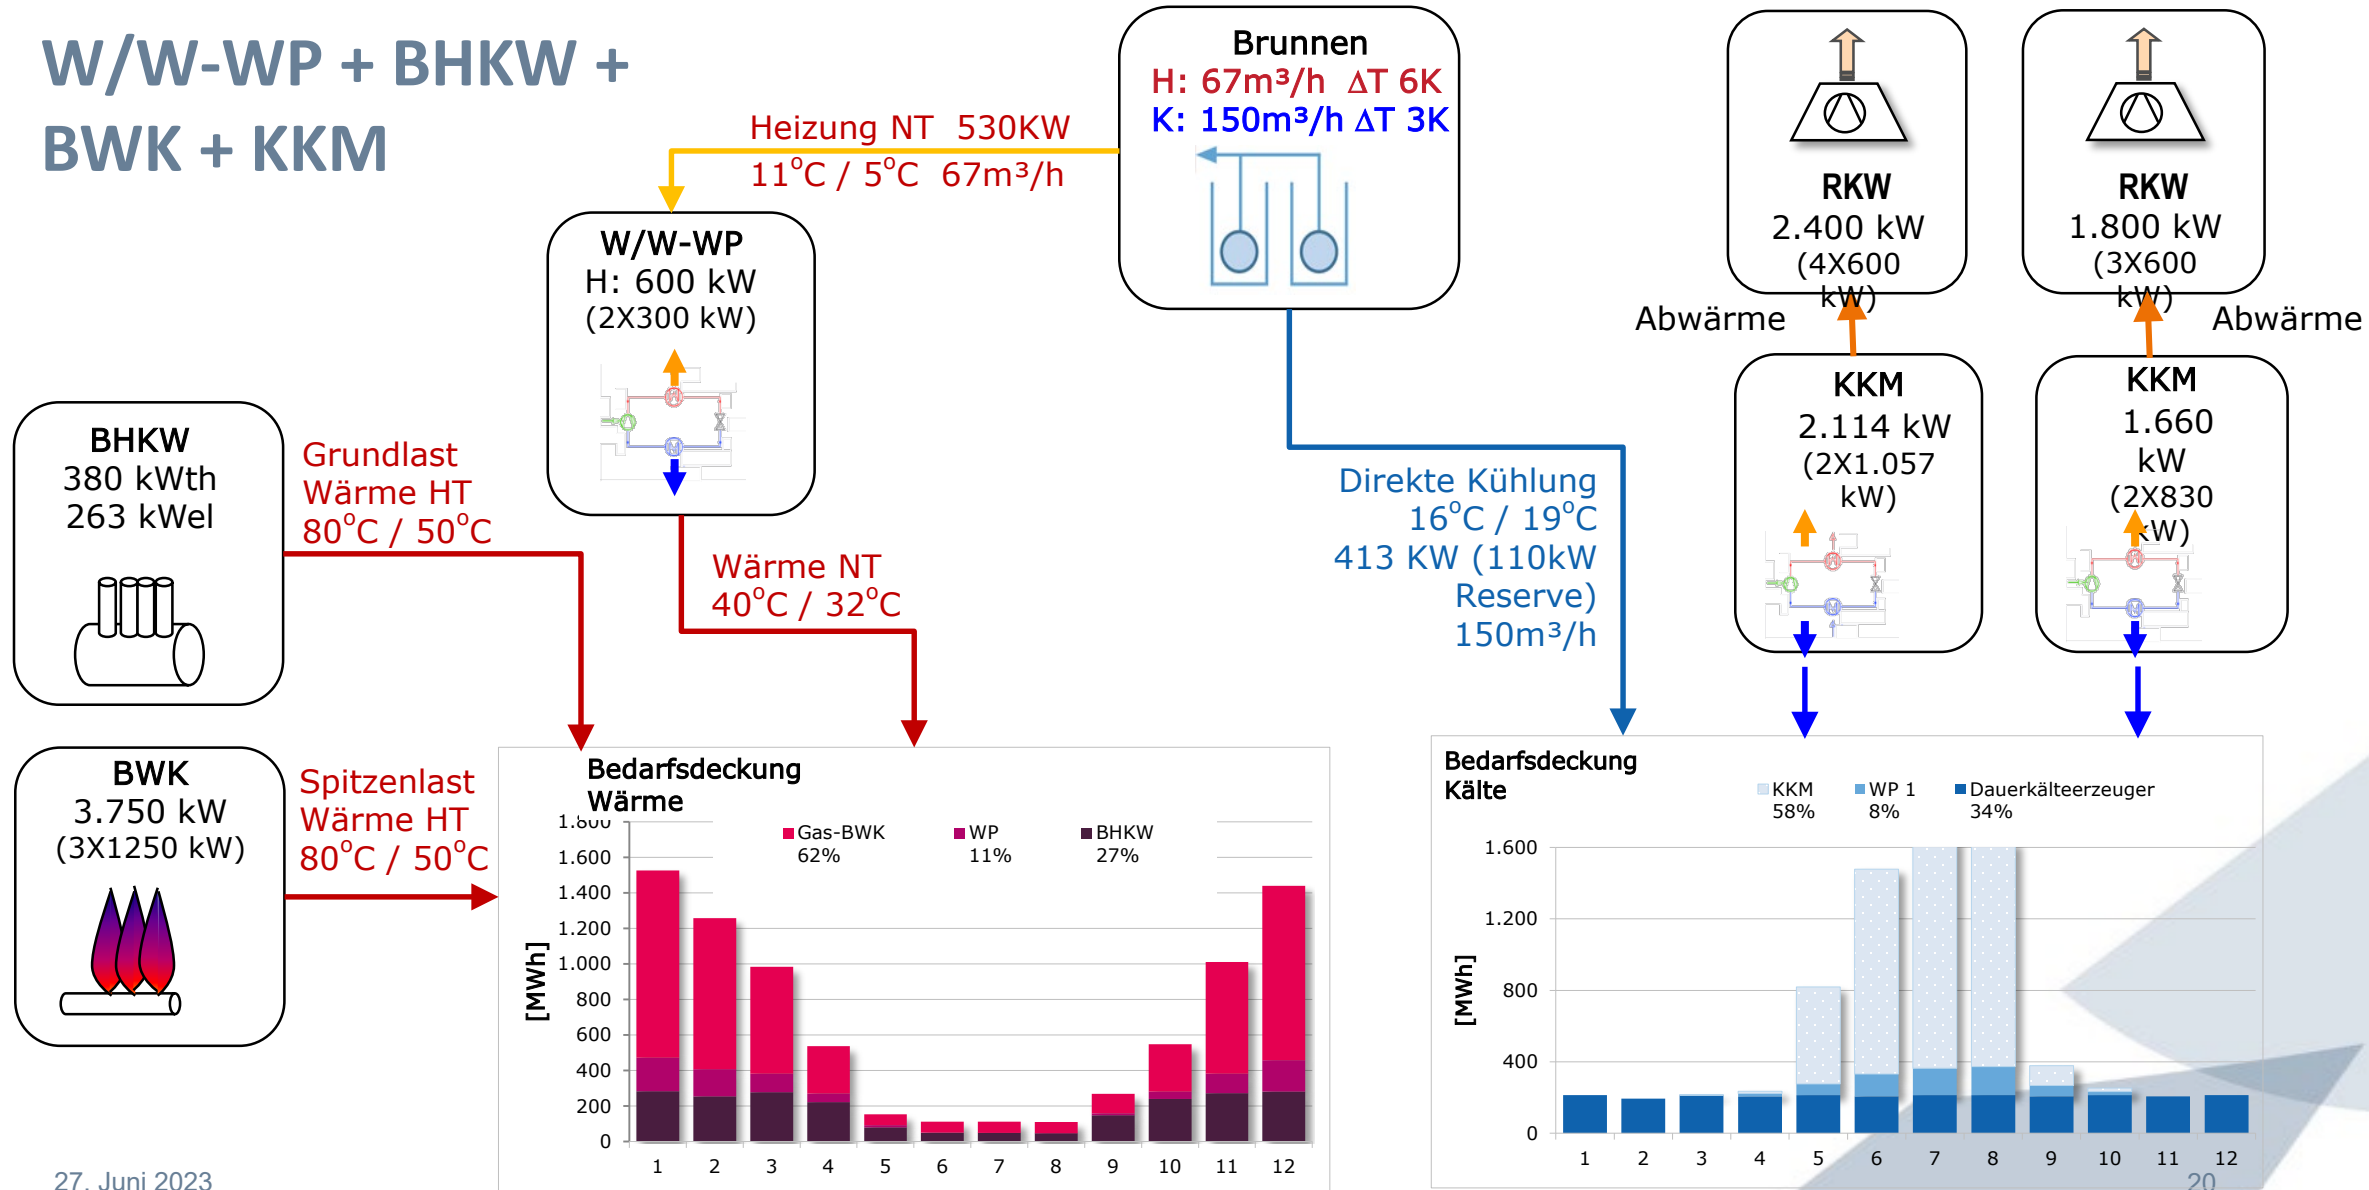 W/W-WP + BHKW +
BWK + KKM
Brunnen
H: 67m³/h ΔT 6K
K: 150m³/h ΔT 3K
Heizung NT 530KW
11°C / 5°C 67m³/h
W/W-WP
H: 600 kW
(2X300 kW)
RKW
2.400 kW
(4X600
kW)
RKW
1.800 kW
(3X600
kW)
Abwärme
Abwärme
KKM
2.114 kW
(2X1.057
kW)
KKM
1.660
kW
(2X830
kW)
BHKW
380 kWth
263 kWel
Grundlast
Wärme HT
80°C / 50°C
Wärme NT
40°C / 32°C
Direkte Kühlung
16°C / 19°C
413 KW (110kW
Reserve)
150m³/h
BWK
3.750 kW
(3X1250 kW)
Spitzenlast
Wärme HT
80°C / 50°C
Bedarfsdeckung
Wärme
Gas-BWK WP BHKW
62% 11% 27%
[MWh]
1.800
1.600
1.400
1.200
1.000
800
600
400
200
0
1 2 3 4 5 6 7 8 9 10 11 12
Bedarfsdeckung
Kälte
KKM WP 1 Dauerkälteerzeuger
58% 8% 34%
[MWh]
1.600
1.200
800
400
0
1 2 3 4 5 6 7 8 9 10 11 12
27. Juni 2023
20